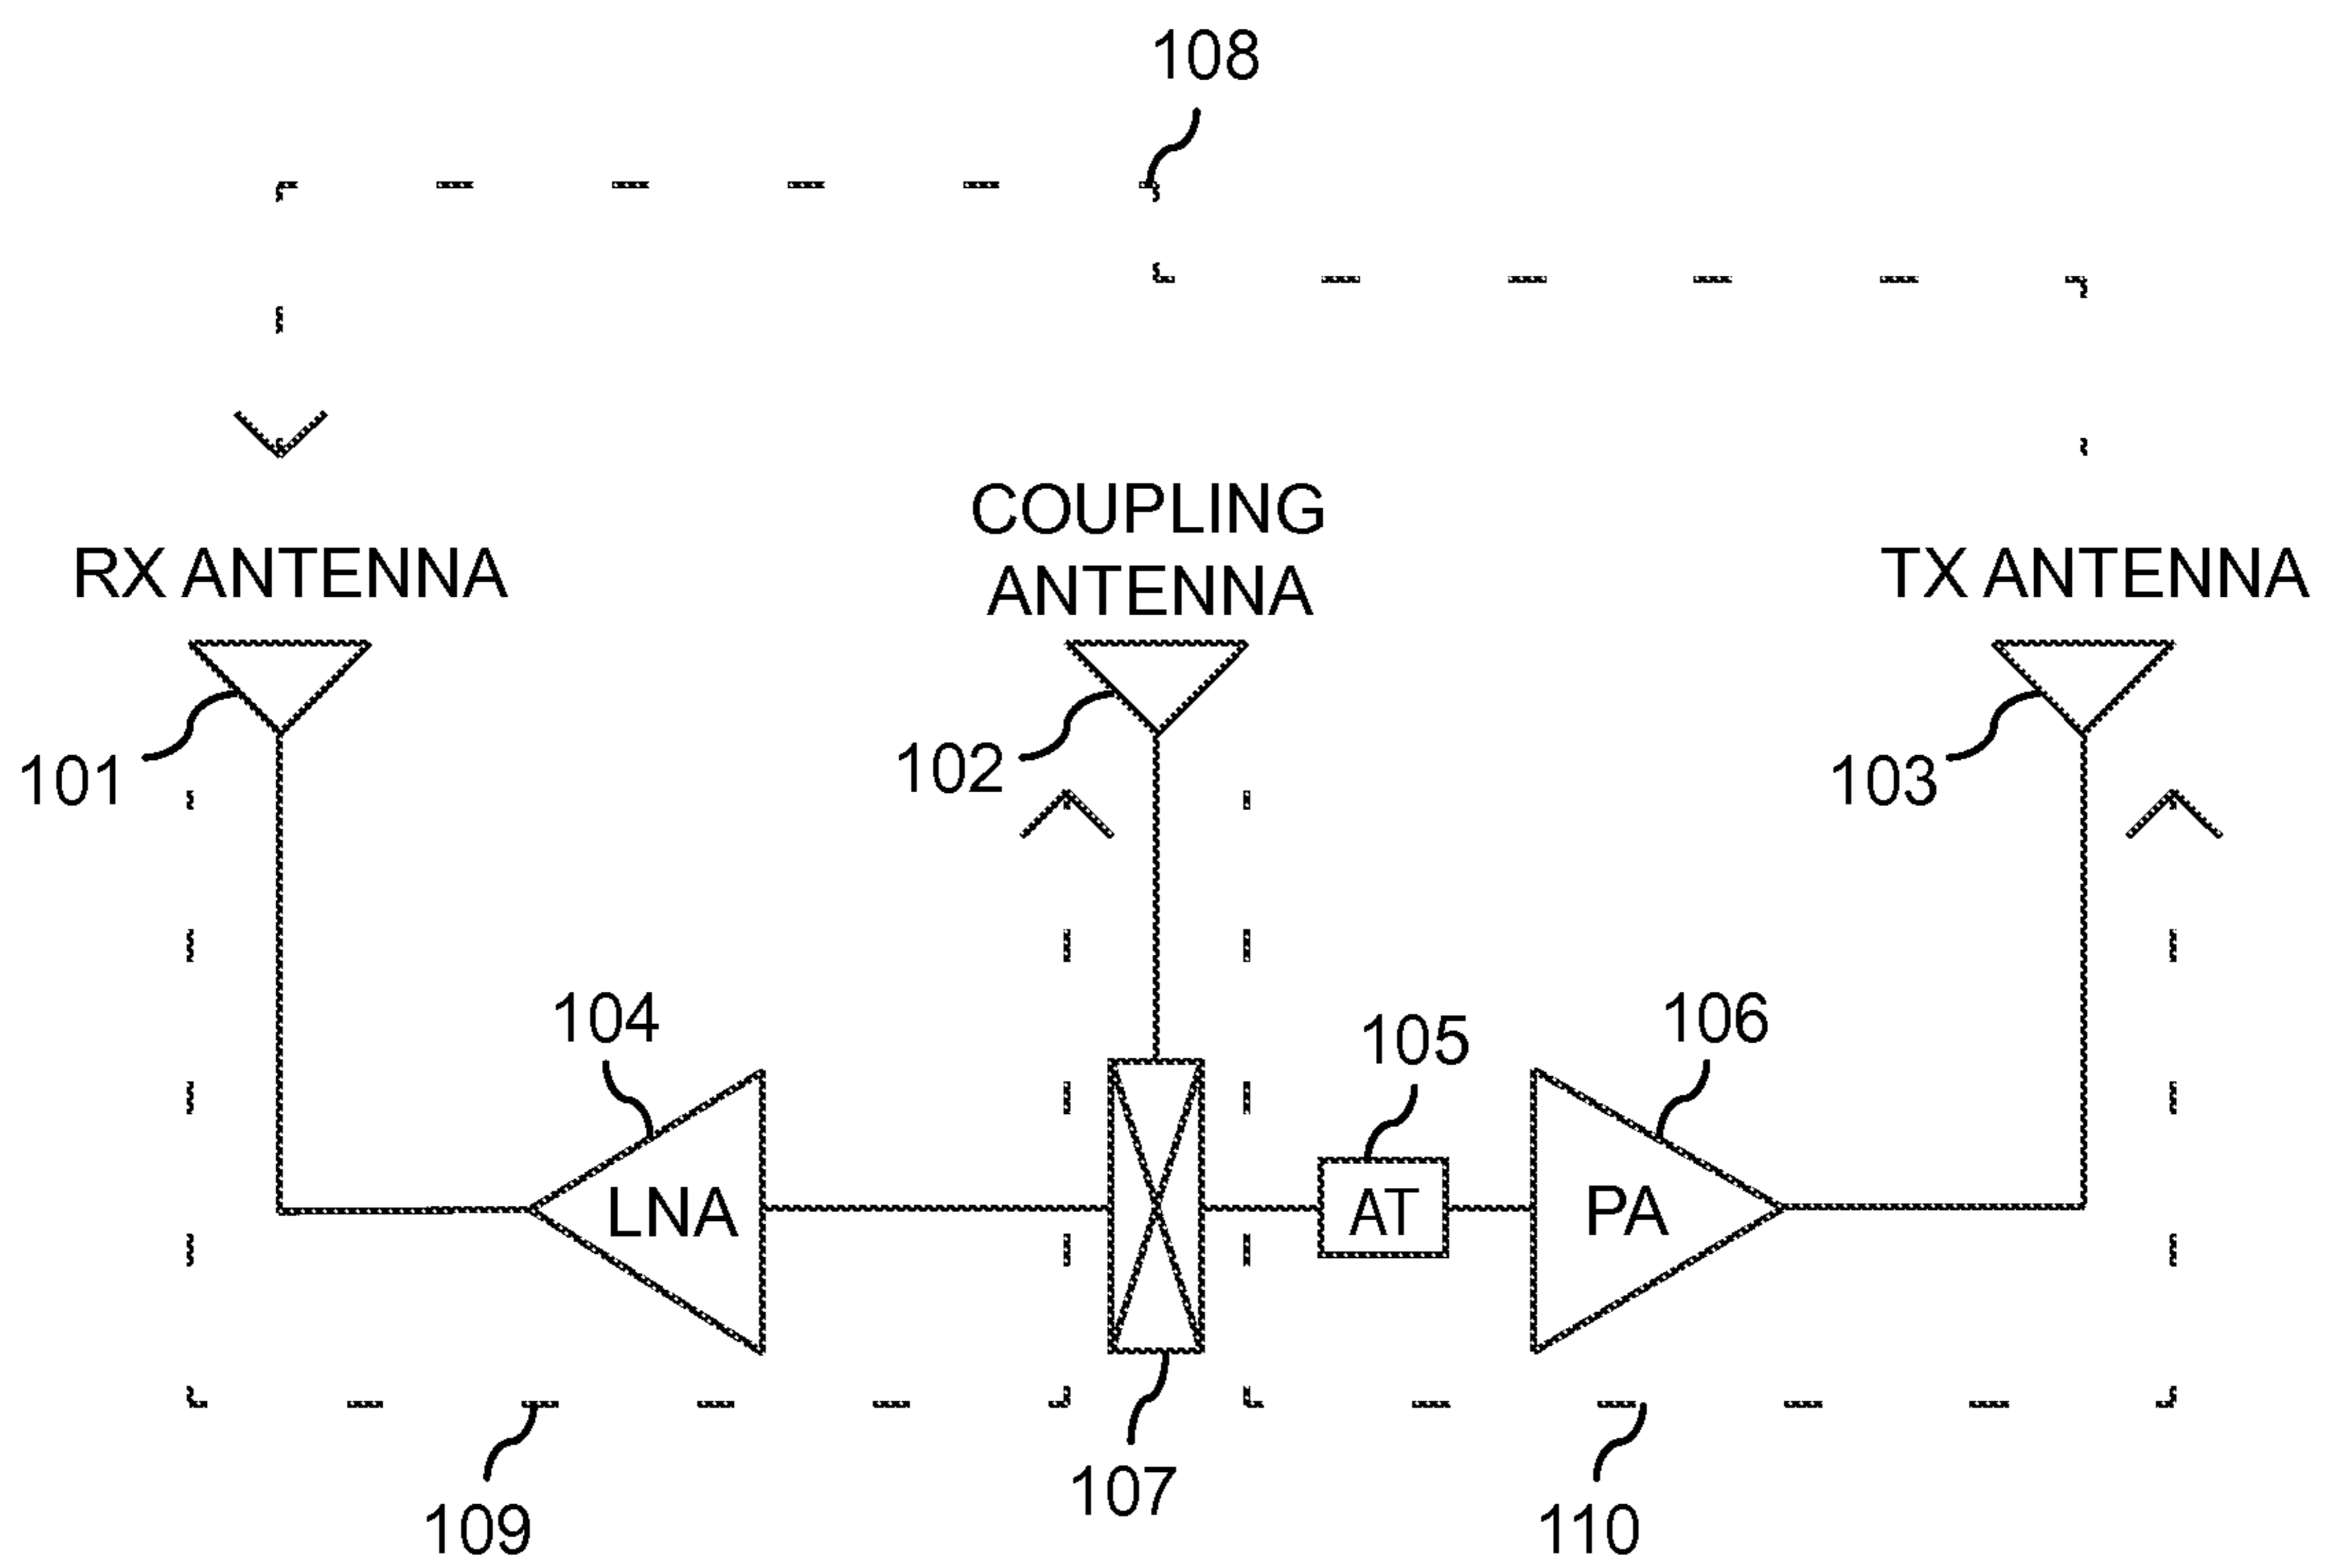 108
COUPLING
ANTENNA
RX ANTENNA
TX ANTENNA
101
102
103
104
105
106
LNA
AT
PA
107
109
110